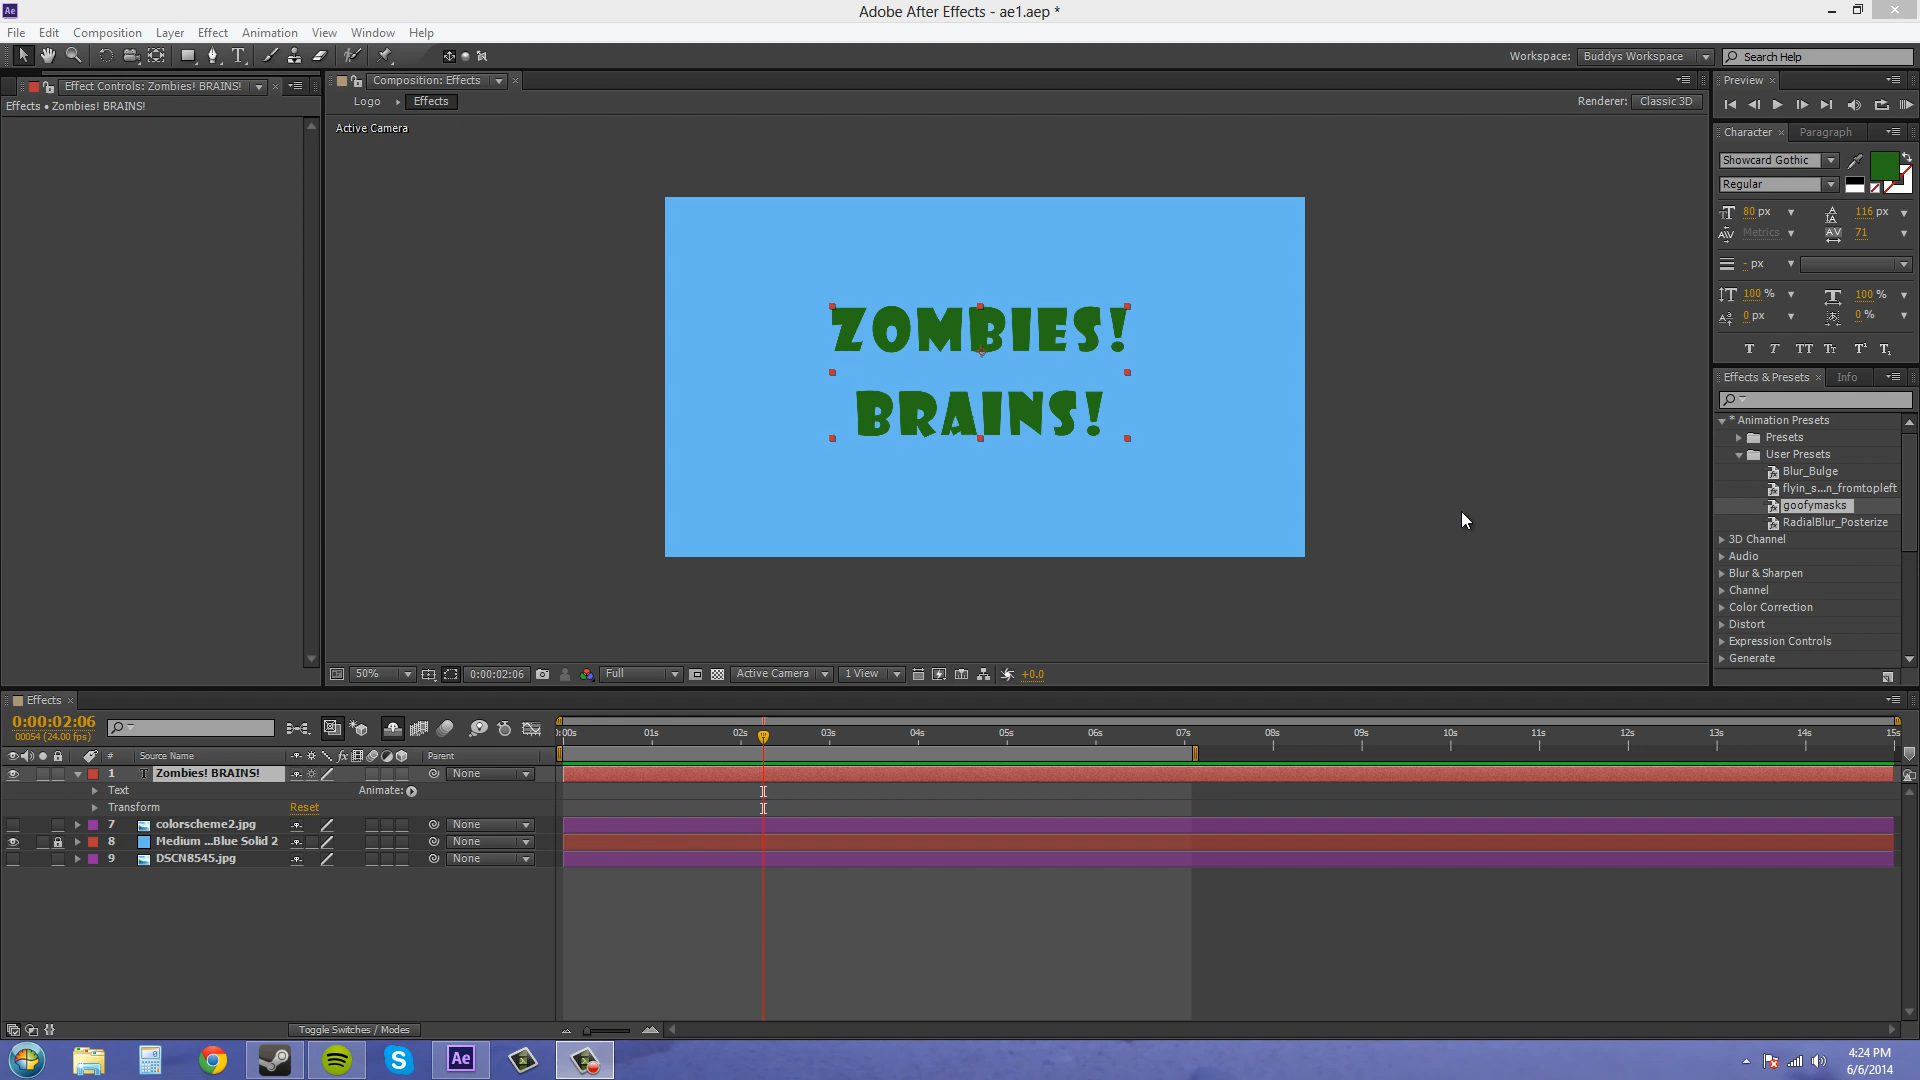 Adobe After Effects - ae1.aep *
File Edit Composition Layer Effect Animation View Window Help
Workspace: Buddys Workspace Search Help
Effect Controls: Zombies! BRAINS!
Effects • Zombies! BRAINS!
Composition: Effects
Logo Effects
Renderer: Classic 3D
Active Camera
ZOMBIES!
BRAINS!
50% 0:00:02:06 Full Active Camera 1 View +0.0
Preview
Character Paragraph
Showcard Gothic
Regular
80 px 116 px
Metrics 71
- px
100 % 100 %
0 px 0 %
T T TT Tt T¹ T,
Effects & Presets Info
* Animation Presets
Presets
User Presets
Blur_Bulge
flyin_s...n_fromtopleft
goofymasks
RadialBlur_Posterize
3D Channel
Audio
Blur & Sharpen
Channel
Color Correction
Distort
Expression Controls
Generate
Effects
0:00:02:06
00054 (24.00 fps)
:00s 01s 02s 03s 04s 05s 06s 07s 08s 09s 10s 11s 12s 13s 14s 15s
# Source Name Parent
1 T Zombies! BRAINS! None
Text Animate:
Transform Reset
7 colorscheme2.jpg None
8 Medium ...Blue Solid 2 None
9 DSCN8545.jpg None
Toggle Switches / Modes
Ae
4:24 PM
6/6/2014